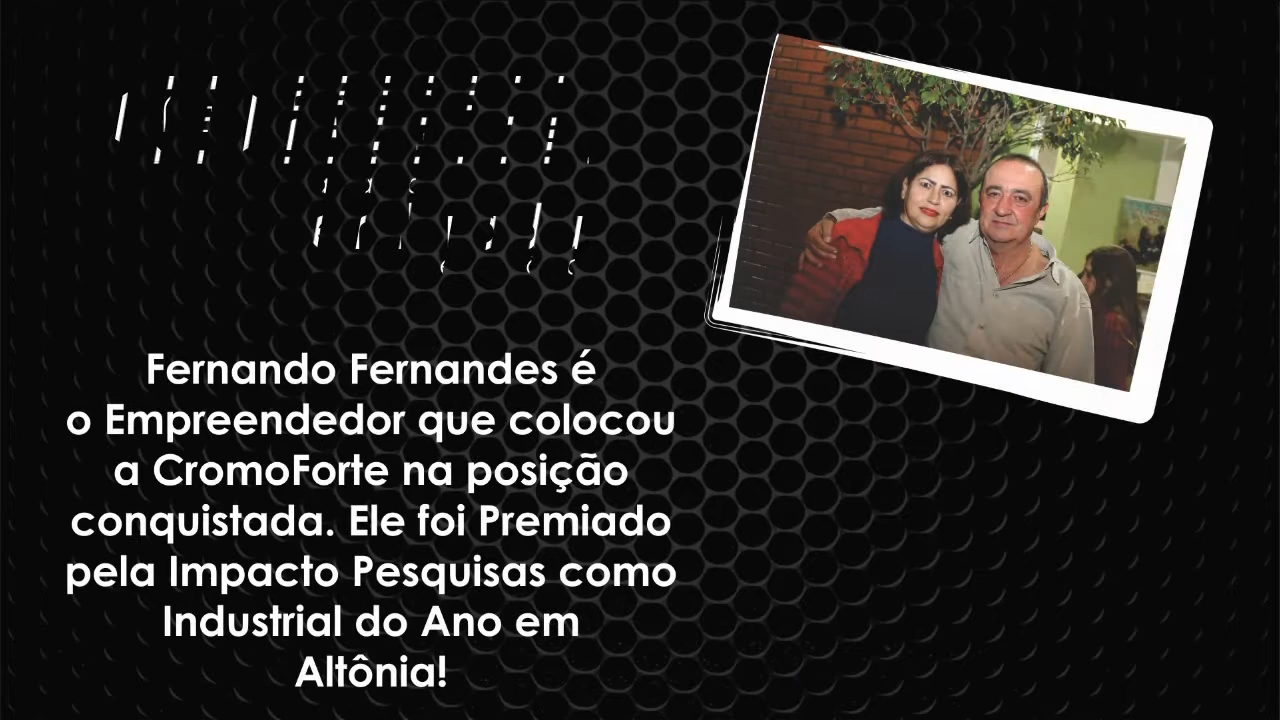 Fernando Fernandes é
o Empreendedor que colocou
a CromoForte na posição
conquistada. Ele foi Premiado
pela Impacto Pesquisas como
Industrial do Ano em
Altônia!